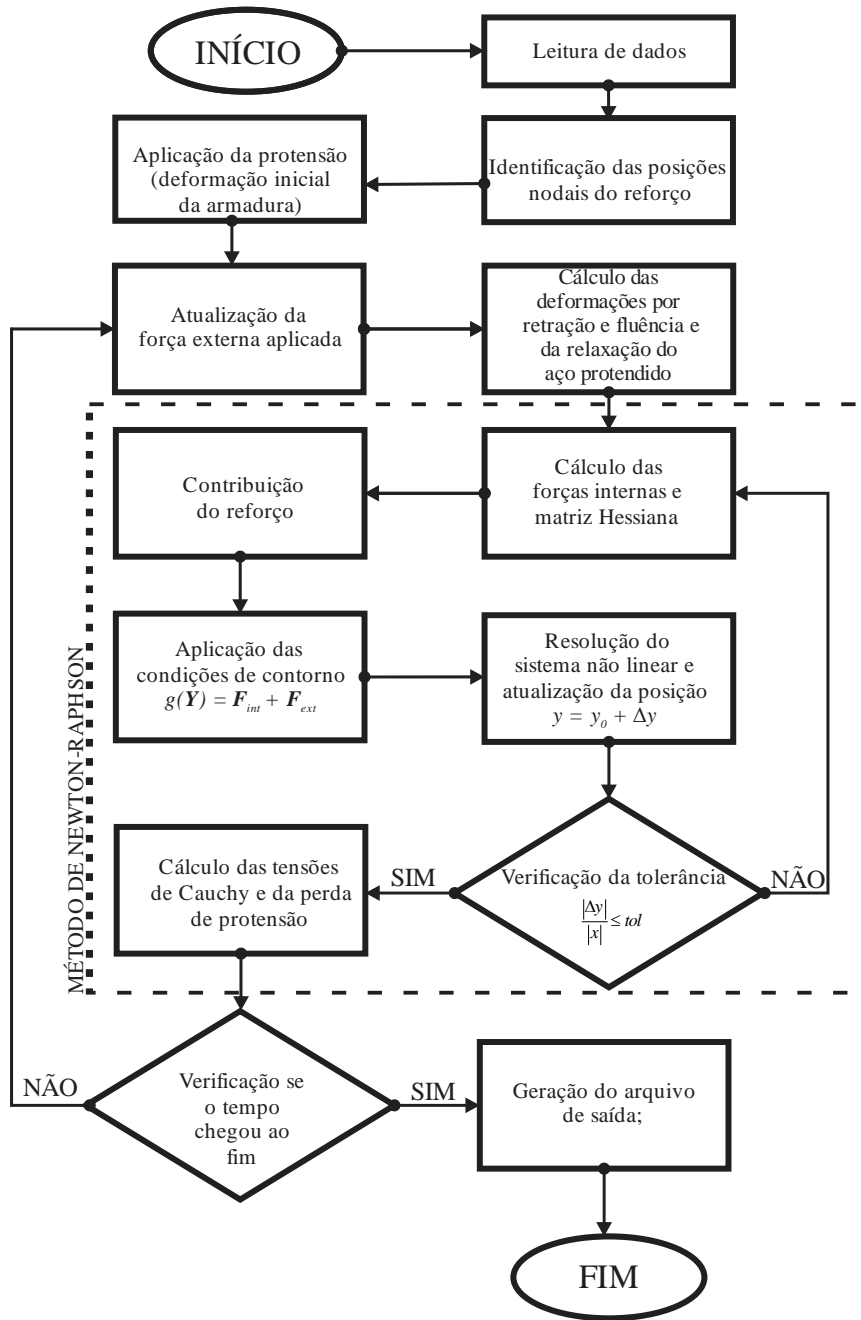 INÍCIO
Leitura de dados
Identificação das posições
nodais do reforço
Aplicação da protensão
(deformação inicial
da armadura)
Atualização da
força externa aplicada
Cálculo das
deformações por
retração e fluência e
da relaxação do
aço protendido
MÉTODO DE NEWTON-RAPHSON
Cálculo das
forças internas e
matriz Hessiana
Contribuição
do reforço
Aplicação das
condições de contorno
g(Y) = F_int + F_ext
Resolução do
sistema não linear e
atualização da posição
y = y_0 + Δy
Verificação da tolerância
|Δy|/|x| ≤ tol
NÃO
SIM
Cálculo das tensões
de Cauchy e da perda
de protensão
Verificação se
o tempo
chegou ao
fim
NÃO
SIM
Geração do arquivo
de saída;
FIM